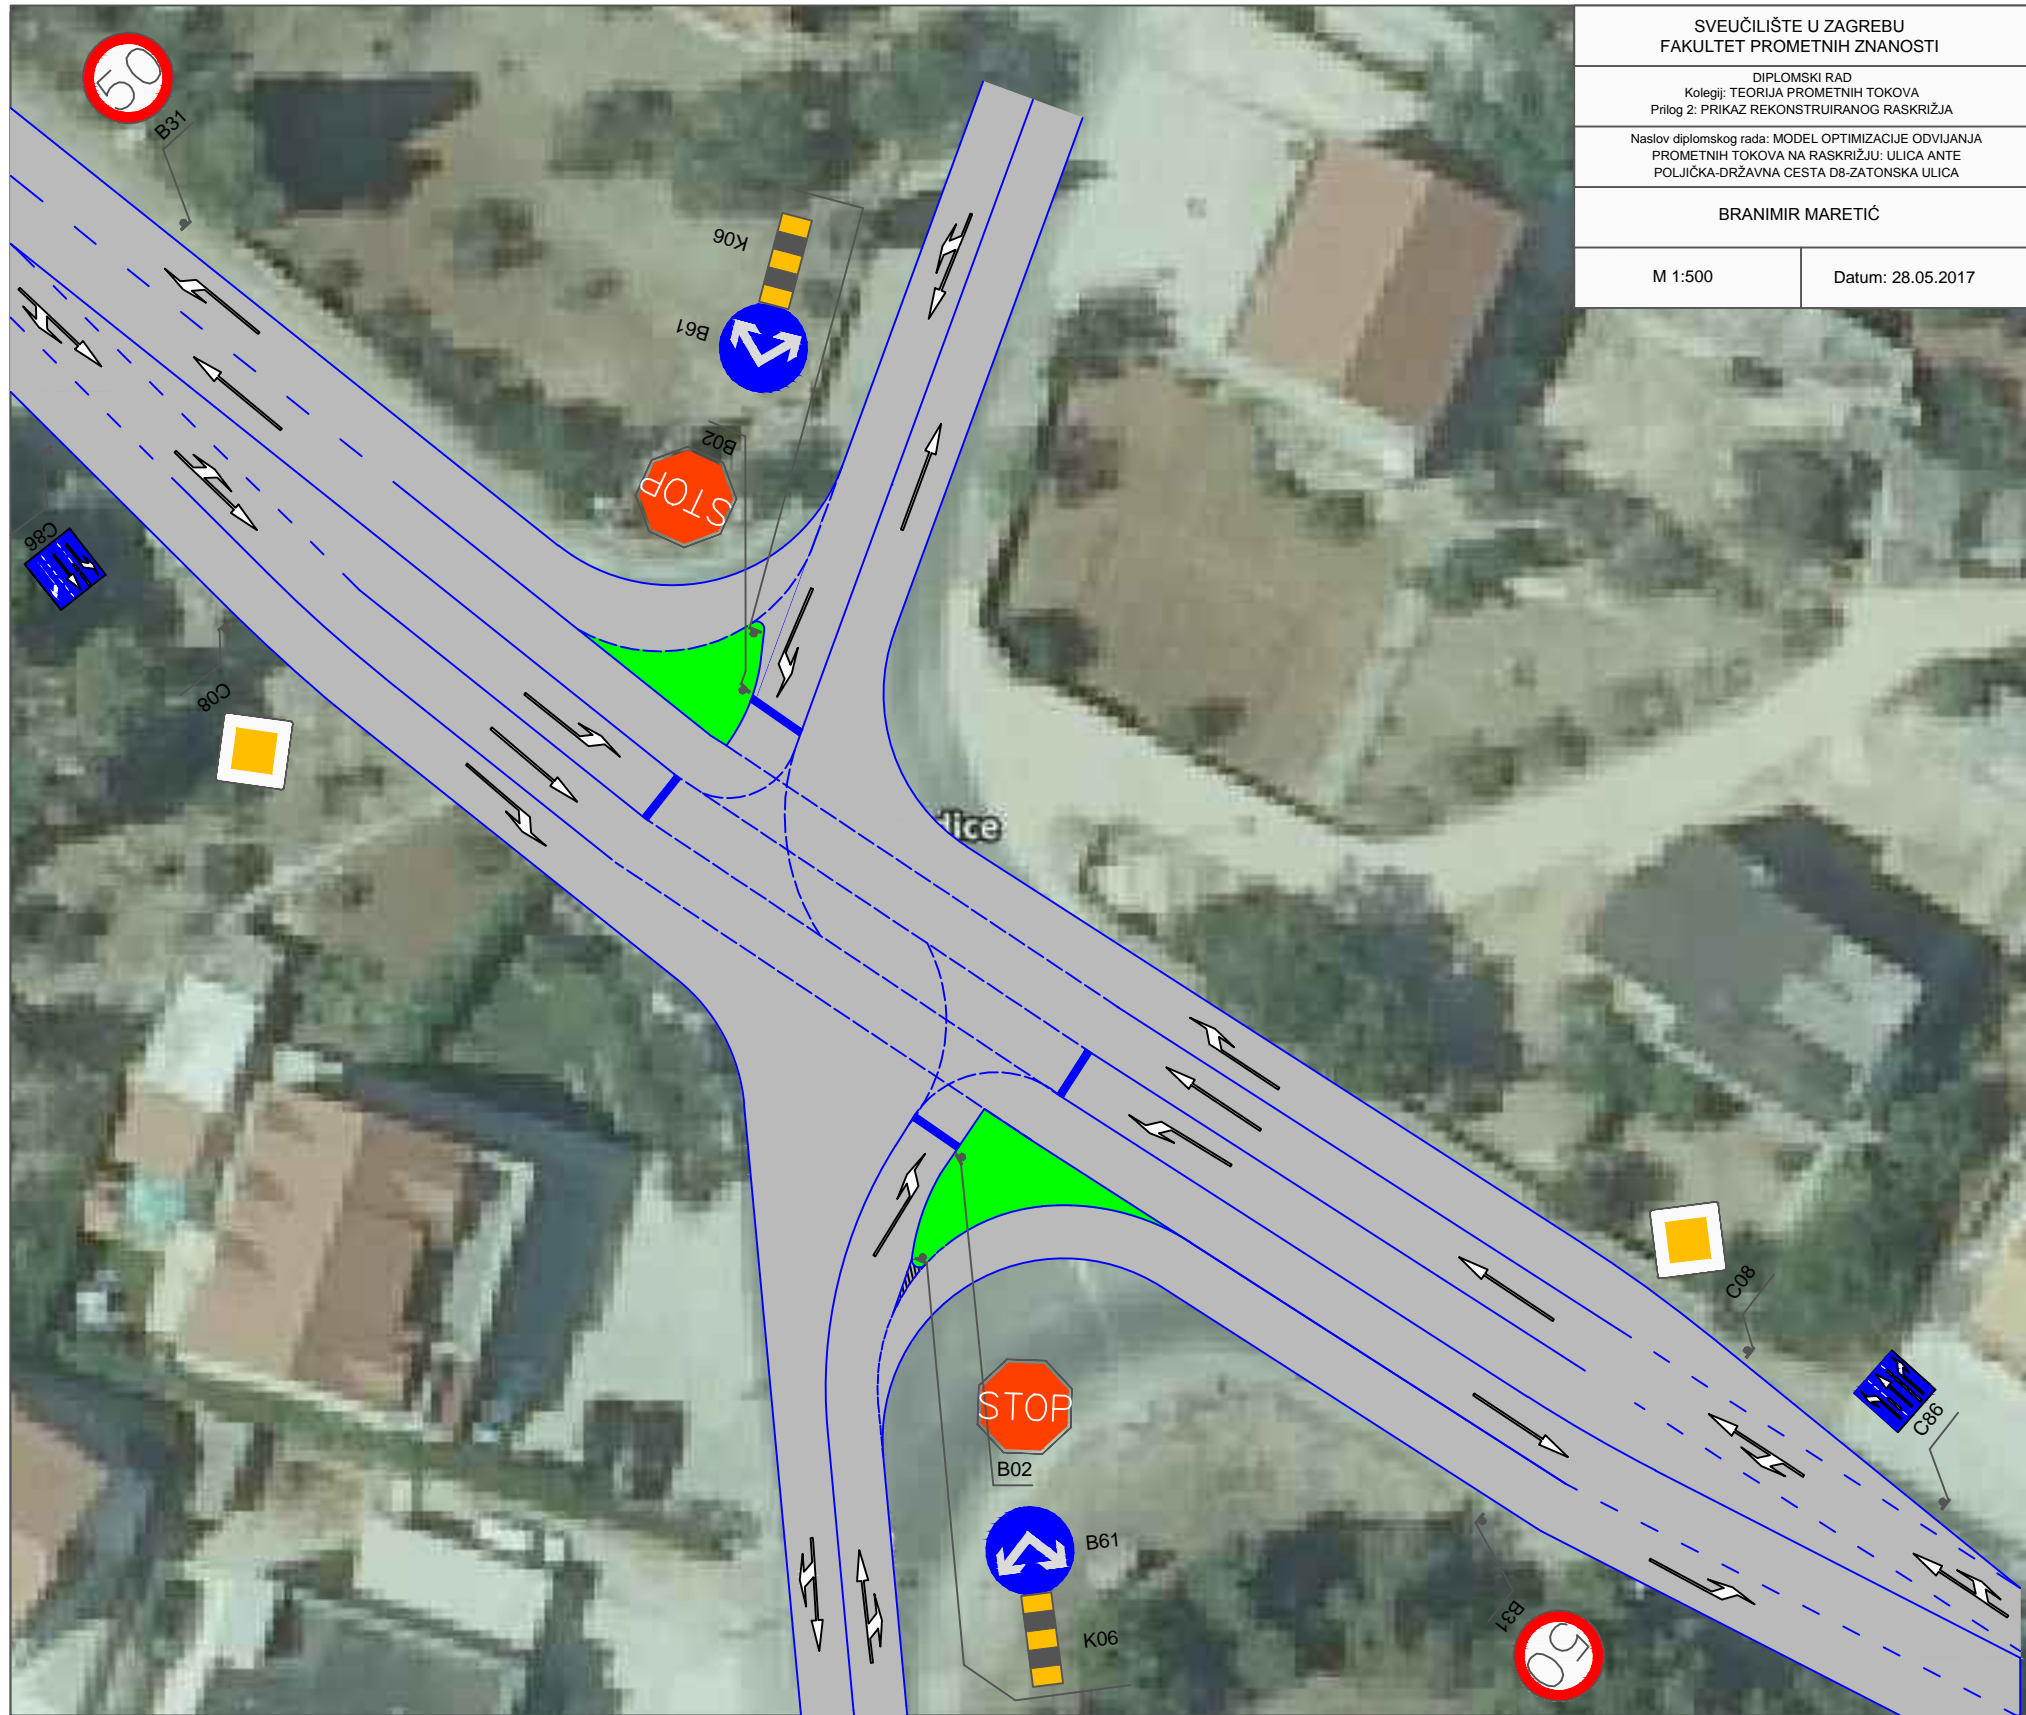 SVEUČILIŠTE U ZAGREBU
FAKULTET PROMETNIH ZNANOSTI
DIPLOMSKI RAD
Kolegij: TEORIJA PROMETNIH TOKOVA
Prilog 2: PRIKAZ REKONSTRUIRANOG RASKRIŽJA
Naslov diplomskog rada: MODEL OPTIMIZACIJE ODVIJANJA
PROMETNIH TOKOVA NA RASKRIŽJU: ULICA ANTE
POLJIČKA-DRŽAVNA CESTA D8-ZATONSKA ULICA
BRANIMIR MARETIĆ
M 1:500
Datum: 28.05.2017
50
B31
K06
B61
B02
STOP
C86
C08
C08
C86
STOP
B02
B61
K06
B31
50